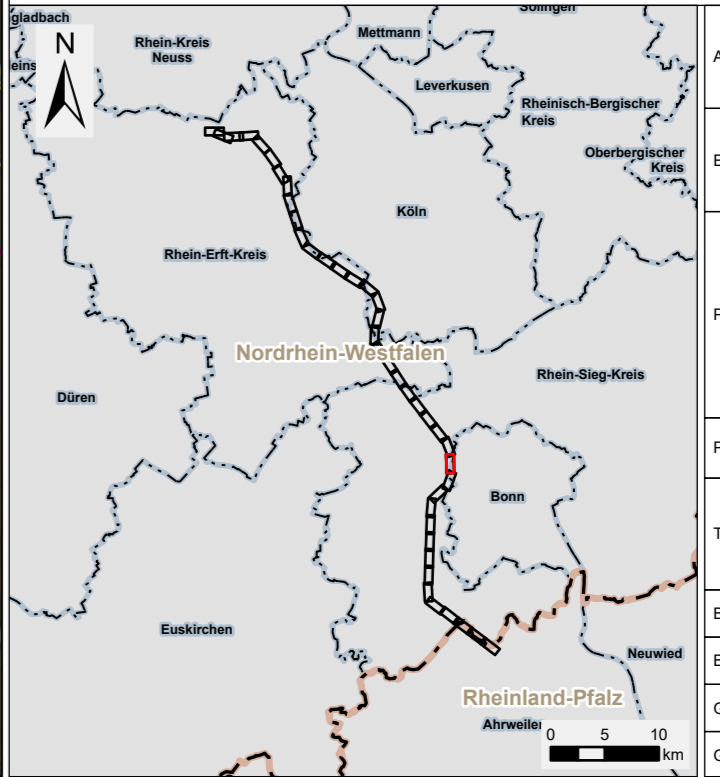 Solingen
gladbach
Mettmann
N
Rhein-Kreis
Neuss
Leverkusen
Rheinisch-Bergischer
Kreis
Oberbergischer
Kreis
Köln
Rhein-Erft-Kreis
Nordrhein-Westfalen
Rhein-Sieg-Kreis
Düren
Bonn
Euskirchen
Neuwied
Rheinland-Pfalz
Ahrweiler
0 5 10
km